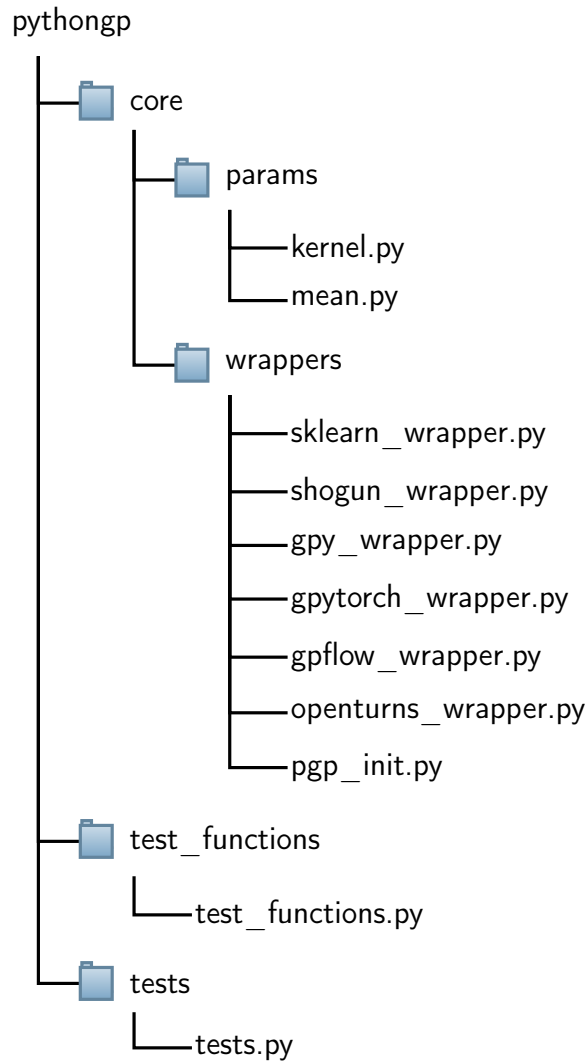 pythongp
core
params
kernel.py
mean.py
wrappers
sklearn_wrapper.py
shogun_wrapper.py
gpy_wrapper.py
gpytorch_wrapper.py
gpflow_wrapper.py
openturns_wrapper.py
pgp_init.py
test_functions
test_functions.py
tests
tests.py